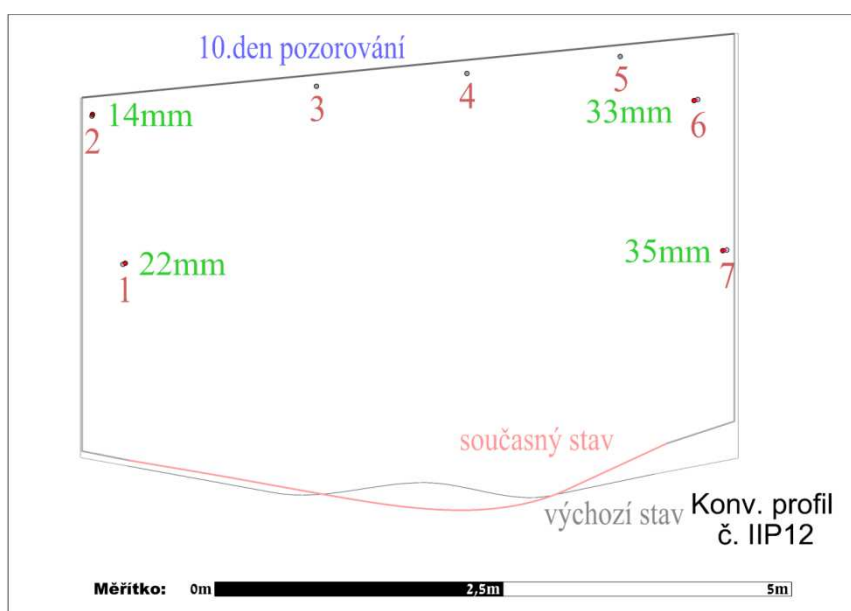 10.den pozorování
2 14mm
3
4
5
33mm 6
1 22mm
35mm 7
současný stav
výchozí stav
Konv. profil
č. IIP12
Měřítko: 0m 2,5m 5m